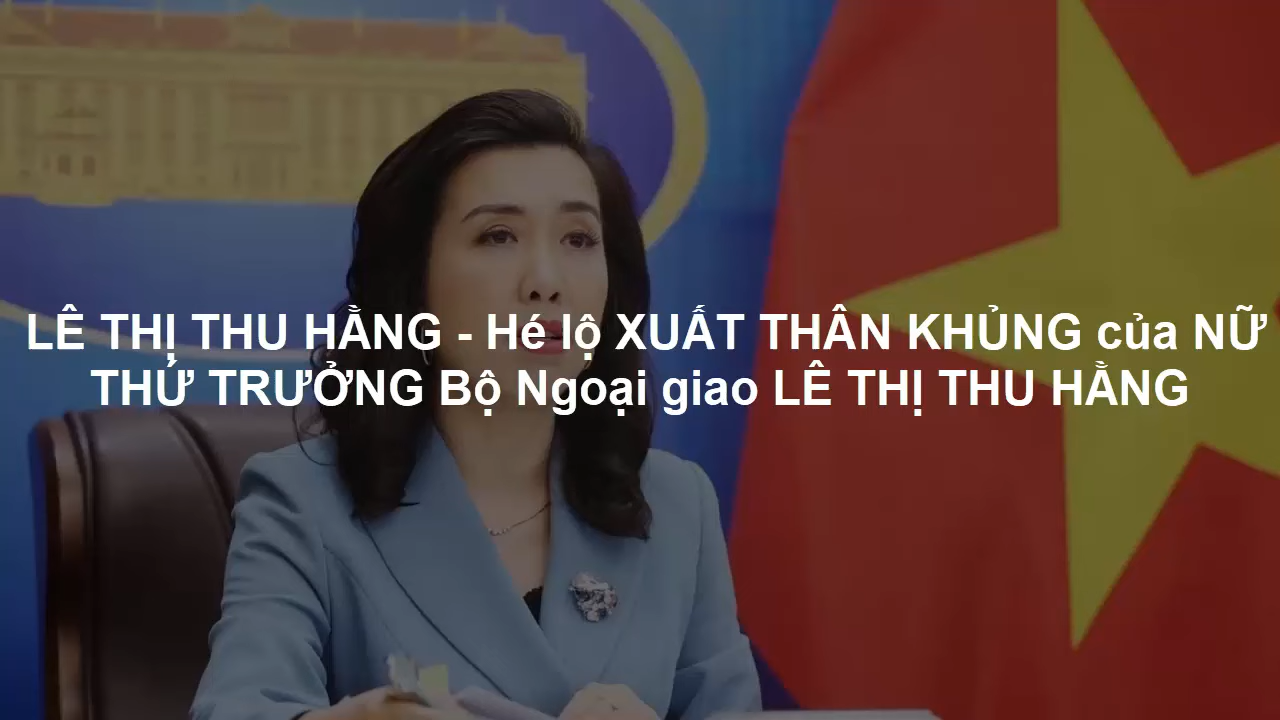 LÊ THỊ THU HẰNG - Hé lộ XUẤT THÂN KHỦNG của NỮ
THỨ TRƯỞNG Bộ Ngoại giao LÊ THỊ THU HẰNG